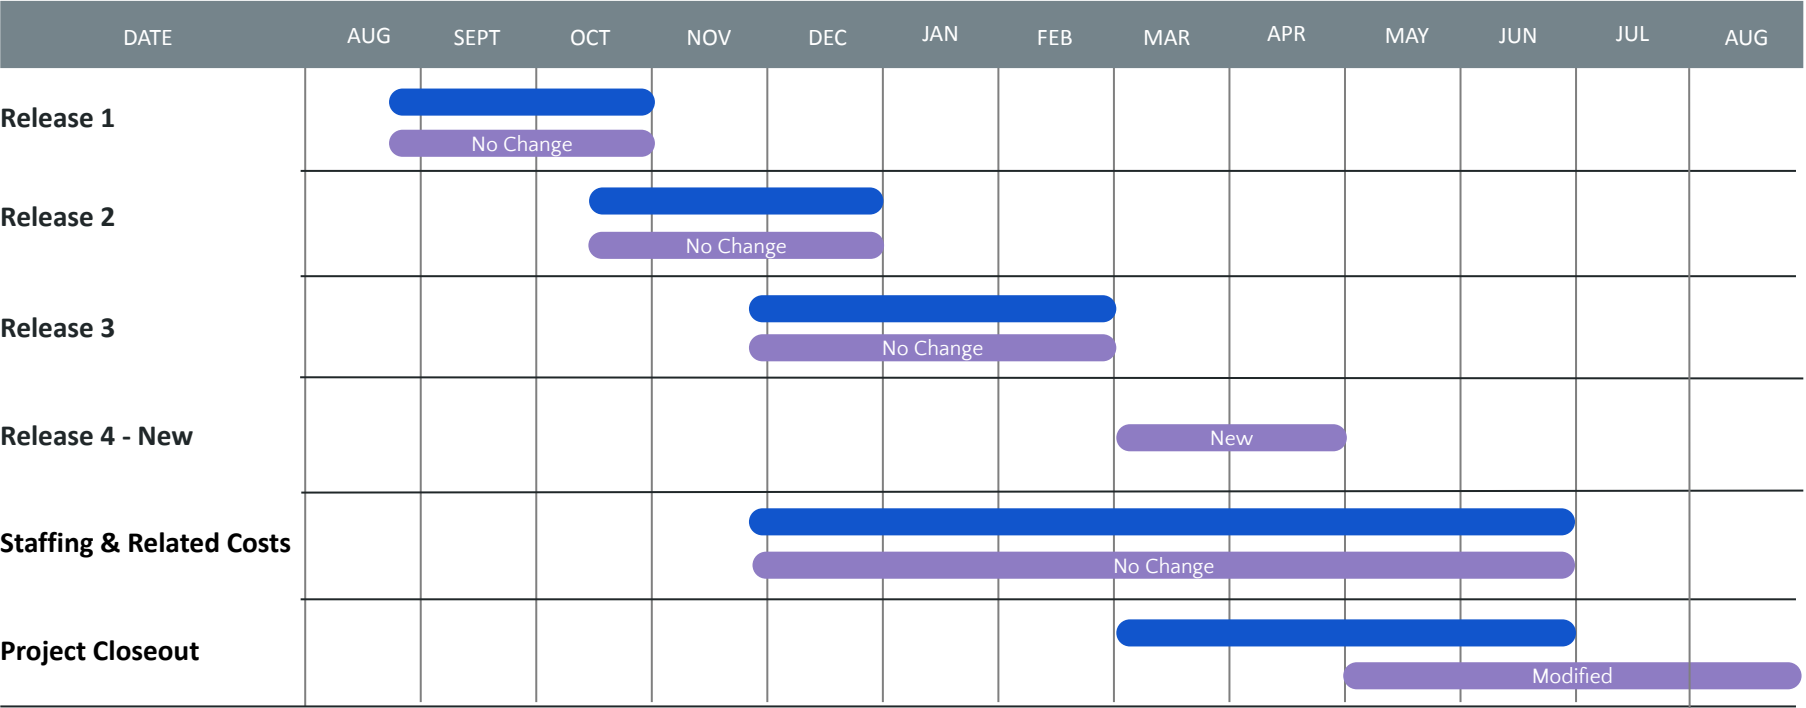 DATE AUG SEPT OCT NOV DEC JAN FEB MAR APR MAY JUN JUL AUG
Release 1
No Change
Release 2
No Change
Release 3
No Change
Release 4 - New
New
Staffing & Related Costs
No Change
Project Closeout
Modified